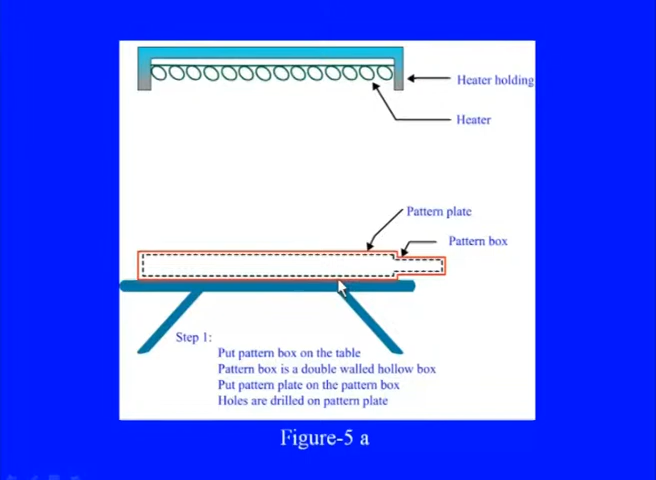 Heater holding
Heater
Pattern plate
Pattern box
Step 1:
Put pattern box on the table
Pattern box is a double walled hollow box
Put pattern plate on the pattern box
Holes are drilled on pattern plate
Figure-5 a